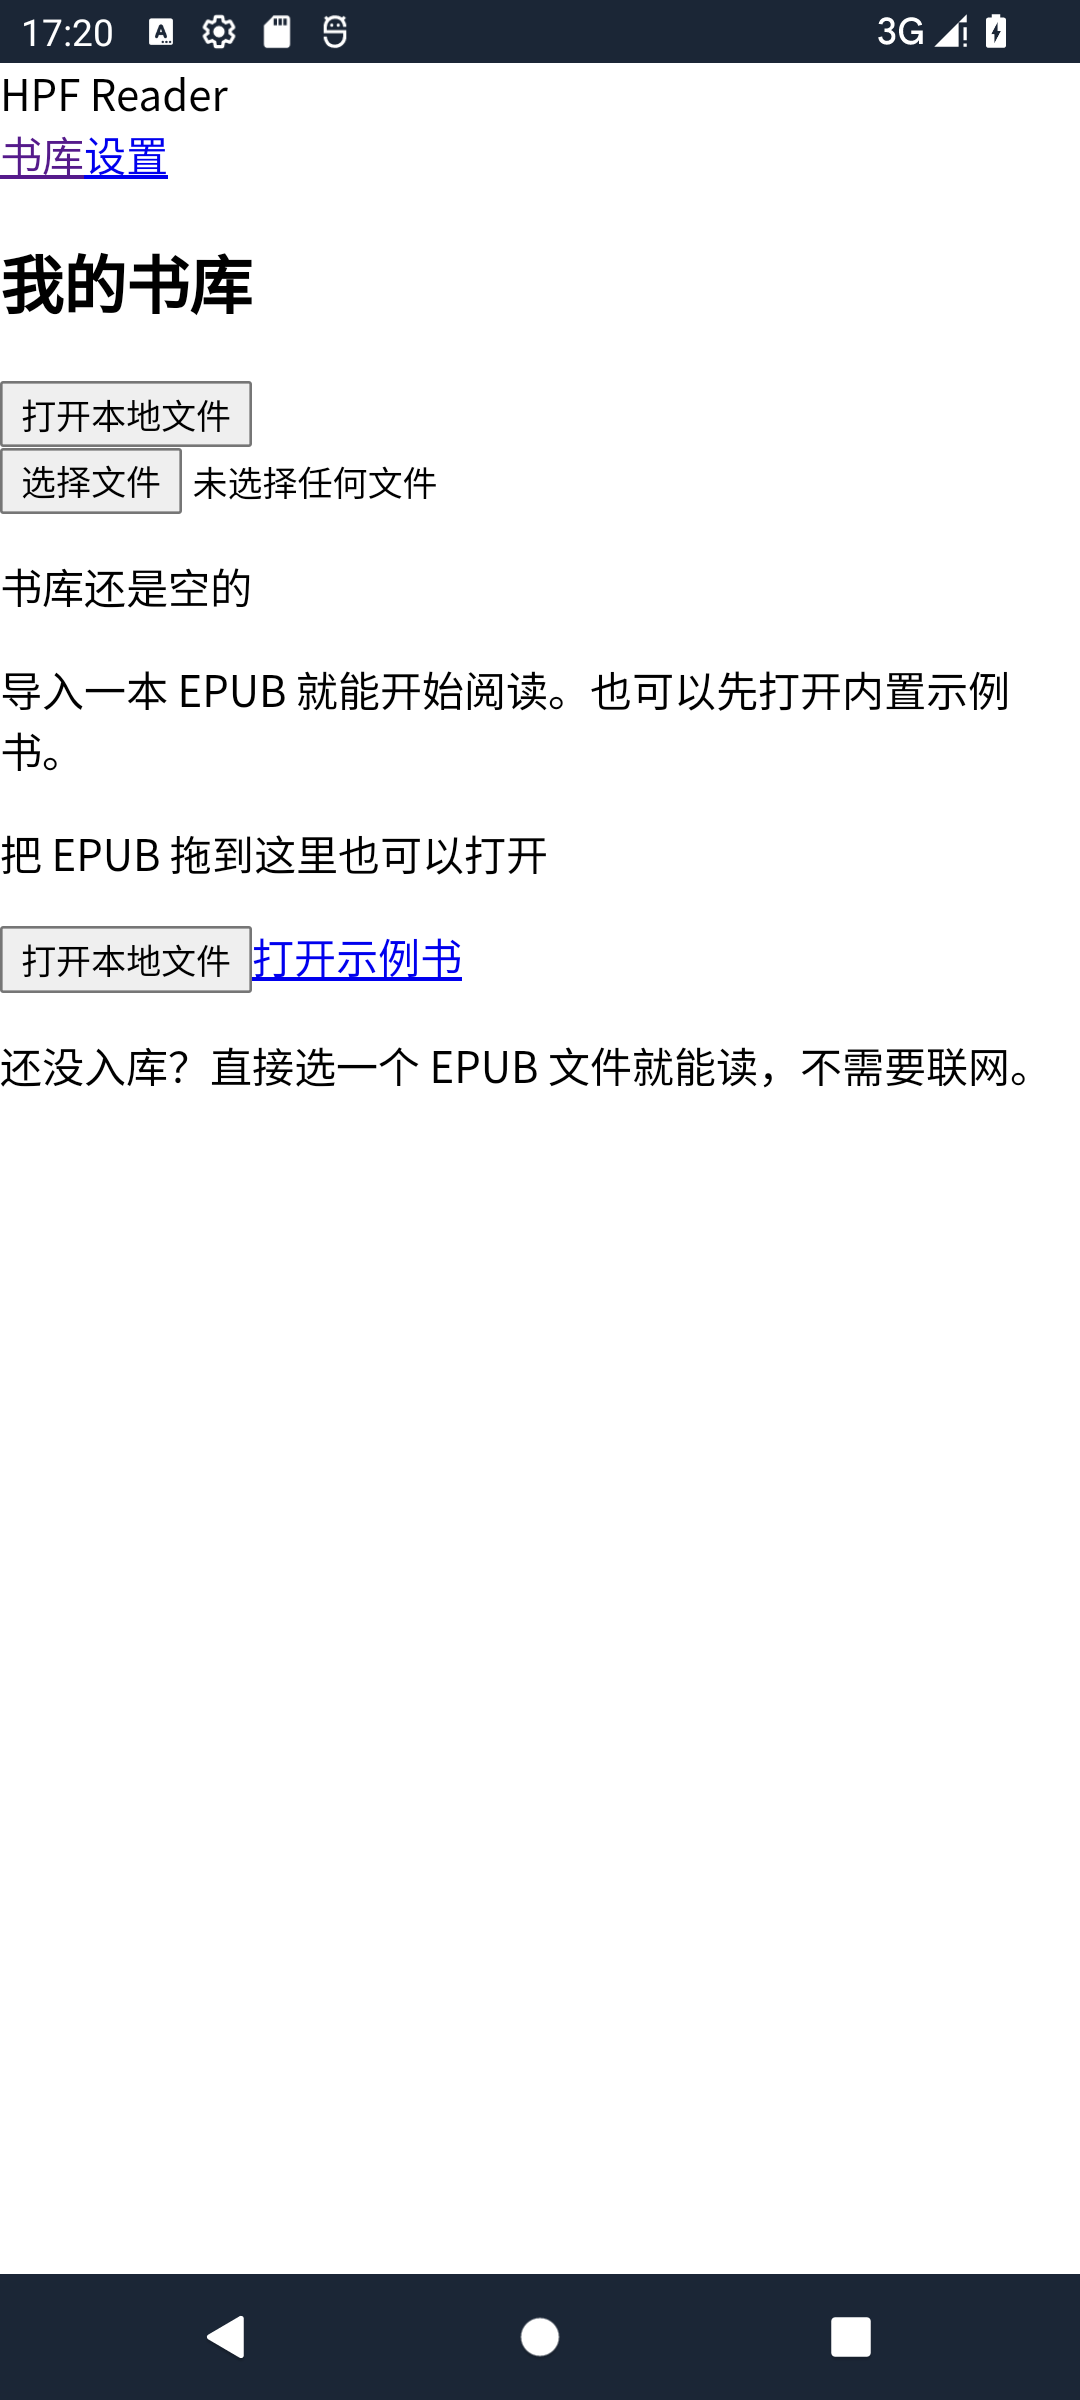 17:20
3G
HPF Reader
书库设置
我的书库
打开本地文件
选择文件 未选择任何文件
书库还是空的
导入一本 EPUB 就能开始阅读。也可以先打开内置示例
书。
把 EPUB 拖到这里也可以打开
打开本地文件打开示例书
还没入库？直接选一个 EPUB 文件就能读，不需要联网。